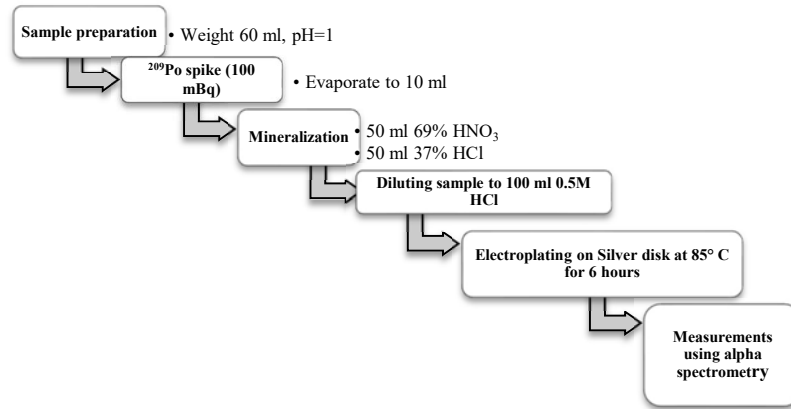 Sample preparation
• Weight 60 ml, pH=1
²⁰⁹Po spike (100
mBq)
• Evaporate to 10 ml
Mineralization
• 50 ml 69% HNO₃
• 50 ml 37% HCl
Diluting sample to 100 ml 0.5M
HCl
Electroplating on Silver disk at 85° C
for 6 hours
Measurements
using alpha
spectrometry